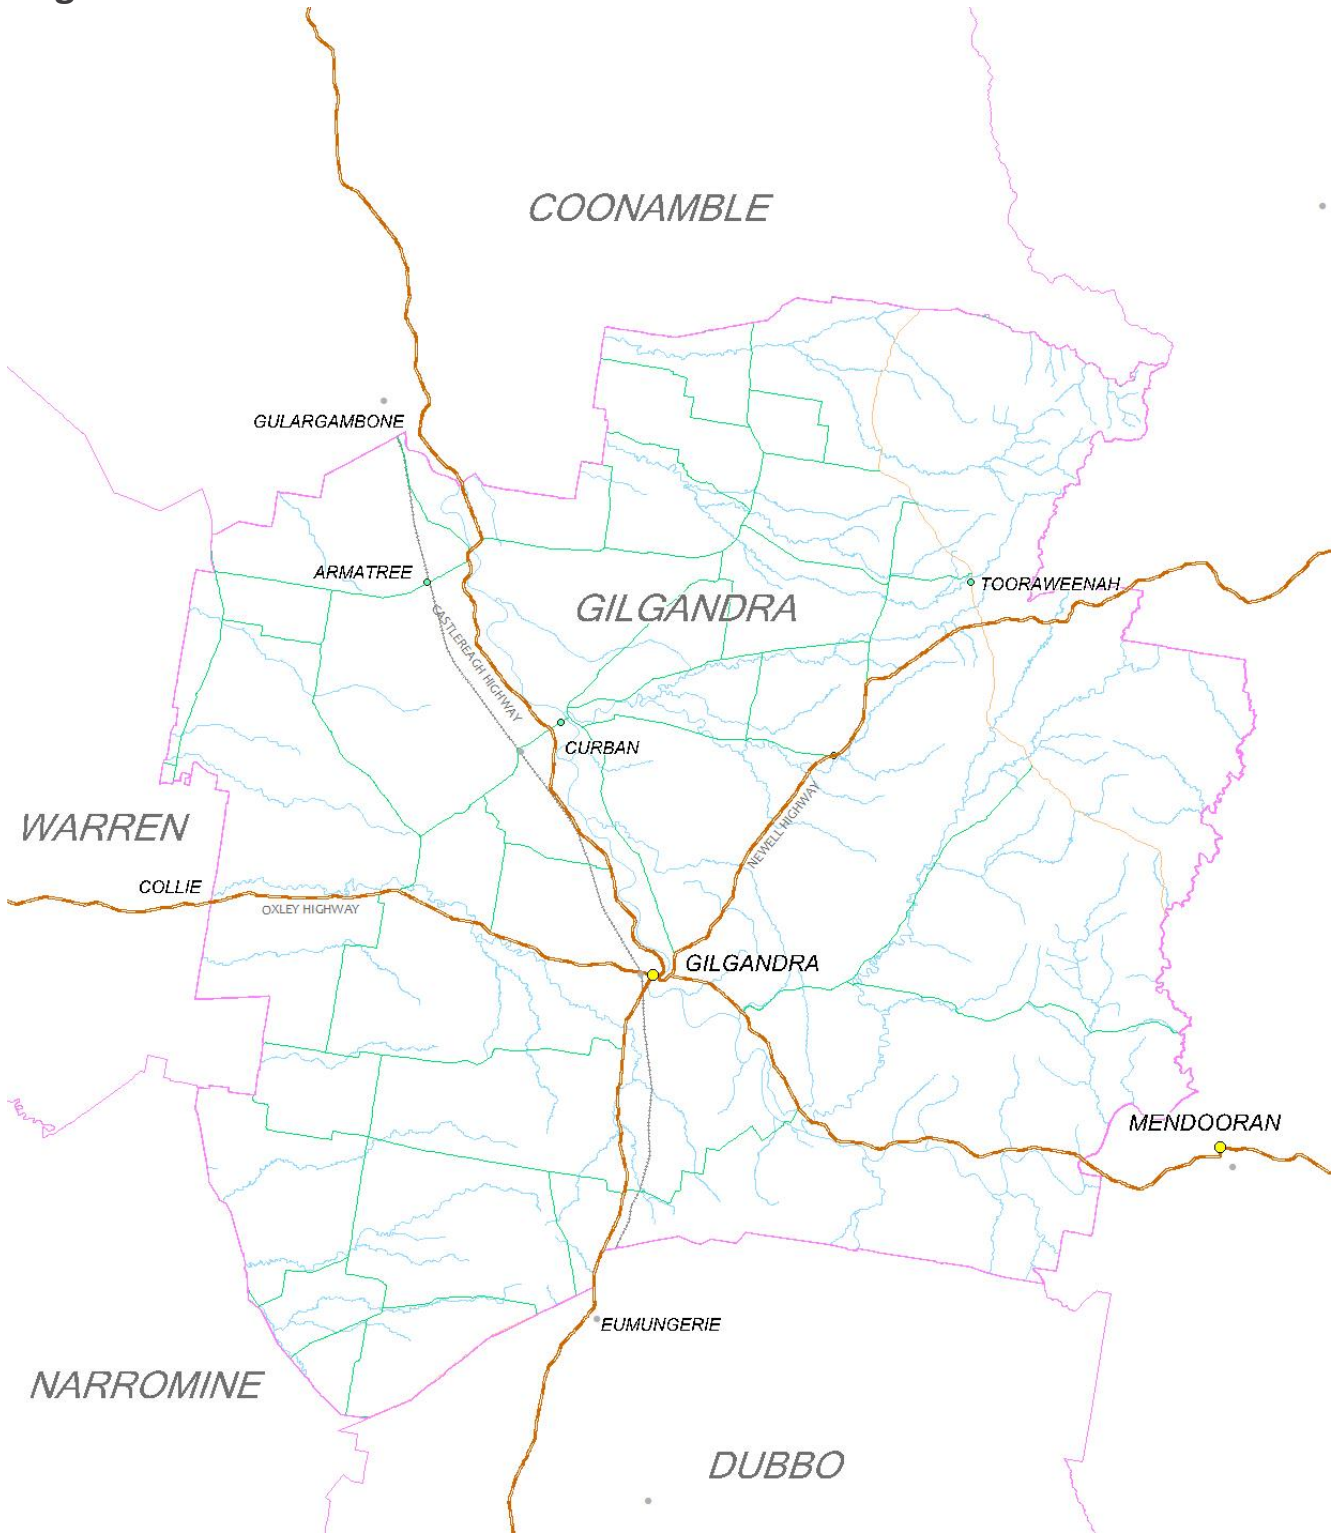 COONAMBLE
GULARGAMBONE
ARMATREE
TOORAWEENAH
GILGANDRA
CASTLEREAGH HIGHWAY
CURBAN
NEWELL HIGHWAY
WARREN
COLLIE
OXLEY HIGHWAY
GILGANDRA
MENDOORAN
EUMUNGERIE
NARROMINE
DUBBO